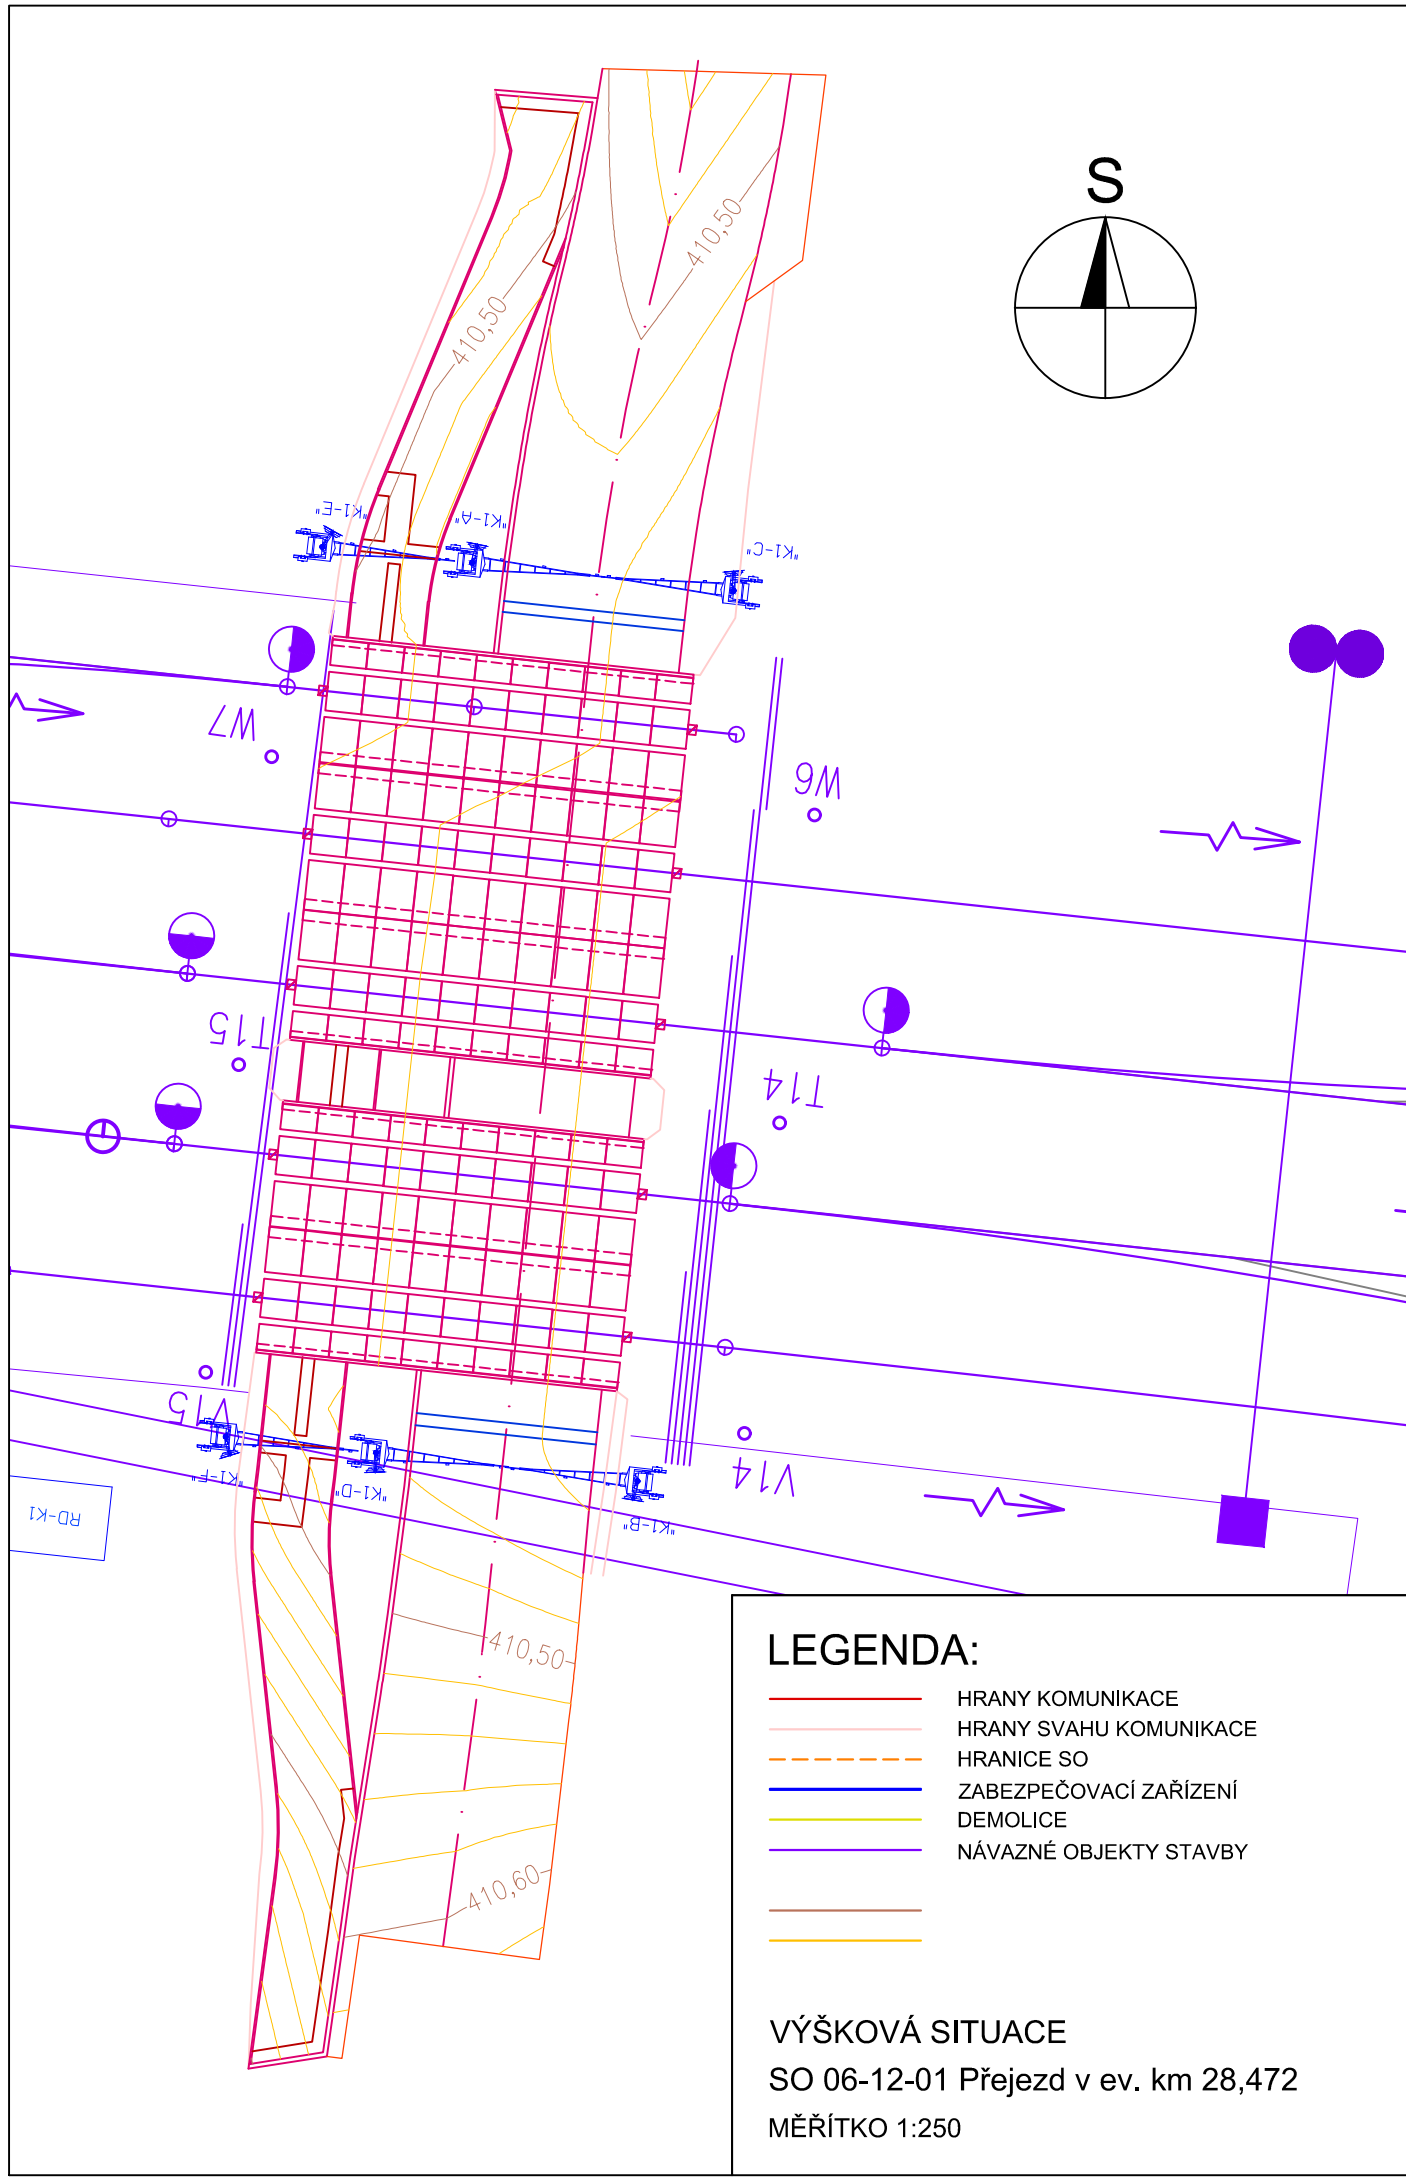 S
410,50
410,50
"K1-E"
"K1-A"
"K1-C"
W7
W6
T15
T14
V15
"K1-F"
"K1-D"
V14
RD-K1
"K1-B"
410,50
410,60
LEGENDA:
HRANY KOMUNIKACE
HRANY SVAHU KOMUNIKACE
HRANICE SO
ZABEZPEČOVACÍ ZAŘÍZENÍ
DEMOLICE
NÁVAZNÉ OBJEKTY STAVBY
VÝŠKOVÁ SITUACE
SO 06-12-01 Přejezd v ev. km 28,472
MĚŘÍTKO 1:250